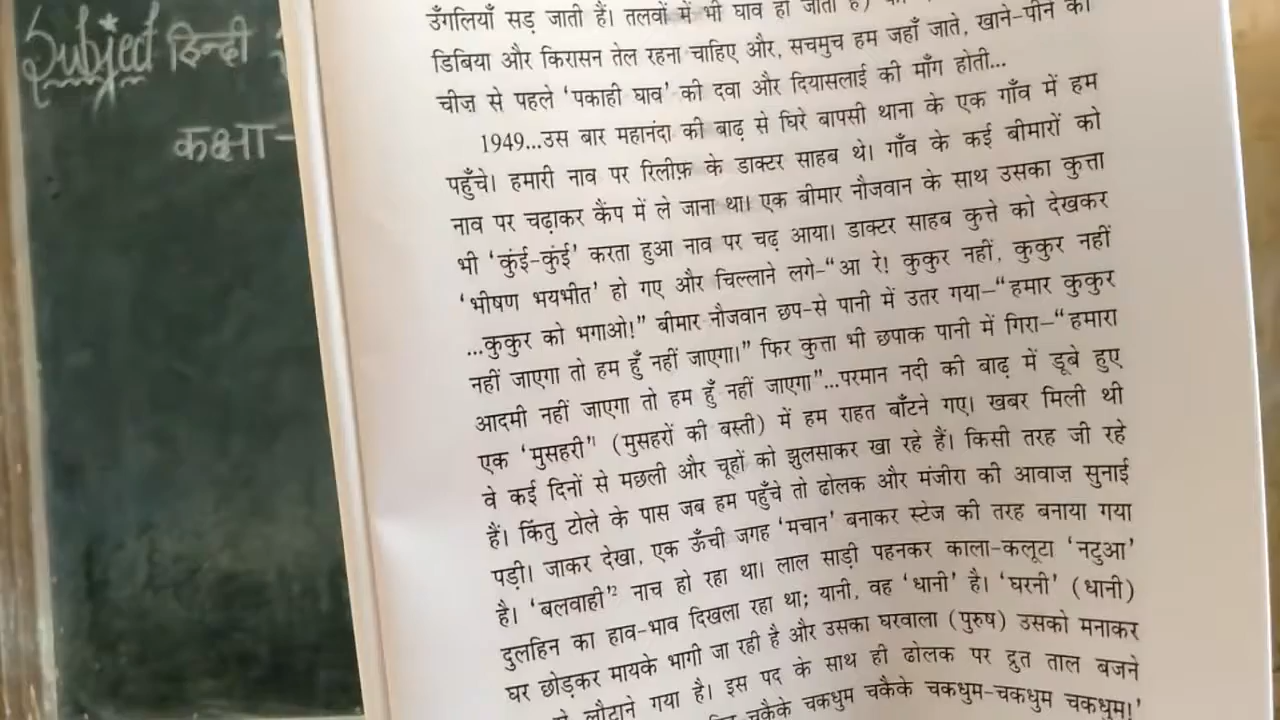 Subject हिन्दी
कक्षा-
उँगलियाँ सड़ जाती हैं। तलवों में भी घाव हो जाता है)
डिबिया और किरासन तेल रहना चाहिए और, सचमुच हम जहाँ जाते, खाने-पीने की
चीज़ से पहले ‘पकाही घाव’ की दवा और दियासलाई की माँग होती...
1949...उस बार महानंदा की बाढ़ से घिरे बापसी थाना के एक गाँव में हम
पहुँचे। हमारी नाव पर रिलीफ़ के डाक्टर साहब थे। गाँव के कई बीमारों को
नाव पर चढ़ाकर कैंप में ले जाना था। एक बीमार नौजवान के साथ उसका कुत्ता
भी ‘कुंई-कुंई’ करता हुआ नाव पर चढ़ आया। डाक्टर साहब कुत्ते को देखकर
‘भीषण भयभीत’ हो गए और चिल्लाने लगे–“आ रे! कुकुर नहीं, कुकुर नहीं
...कुकुर को भगाओ!” बीमार नौजवान छप-से पानी में उतर गया–“हमार कुकुर
नहीं जाएगा तो हम हुँ नहीं जाएगा।” फिर कुत्ता भी छपाक पानी में गिरा–“हमारा
आदमी नहीं जाएगा तो हम हुँ नहीं जाएगा”...परमान नदी की बाढ़ में डूबे हुए
एक ‘मुसहरी” (मुसहरों की बस्ती) में हम राहत बाँटने गए। खबर मिली थी
वे कई दिनों से मछली और चूहों को झुलसाकर खा रहे हैं। किसी तरह जी रहे
हैं। किंतु टोले के पास जब हम पहुँचे तो ढोलक और मंजीरा की आवाज़ सुनाई
पड़ी। जाकर देखा, एक ऊँची जगह ‘मचान’ बनाकर स्टेज की तरह बनाया गया
है। ‘बलवाही’² नाच हो रहा था। लाल साड़ी पहनकर काला-कलूटा ‘नटुआ’
दुलहिन का हाव-भाव दिखला रहा था; यानी, वह ‘धानी’ है। ‘घरनी’ (धानी)
घर छोड़कर मायके भागी जा रही है और उसका घरवाला (पुरुष) उसको मनाकर
लौटाने गया है। इस पद के साथ ही ढोलक पर द्रुत ताल बजने
चकैके चकधुम चकैके चकधुम-चकधुम चकधुम!’